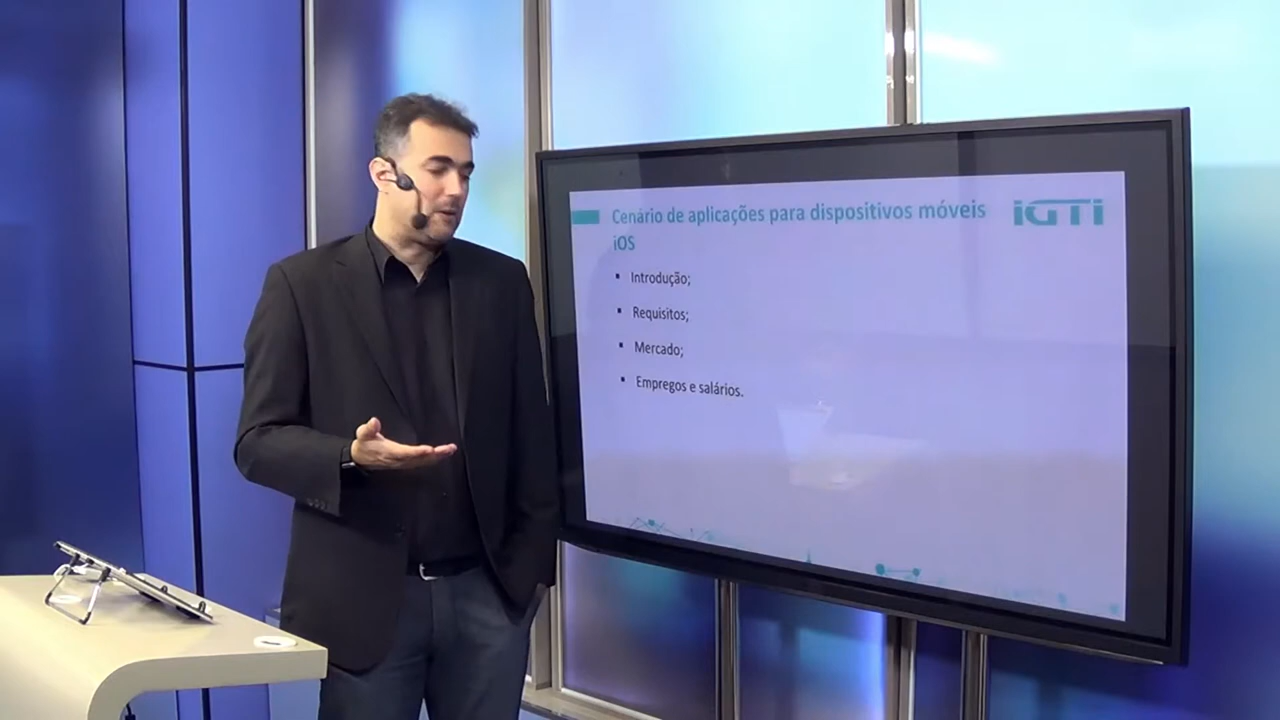 Cenário de aplicações para dispositivos móveis
iOS
iGTi
▪ Introdução;
▪ Requisitos;
▪ Mercado;
▪ Empregos e salários.